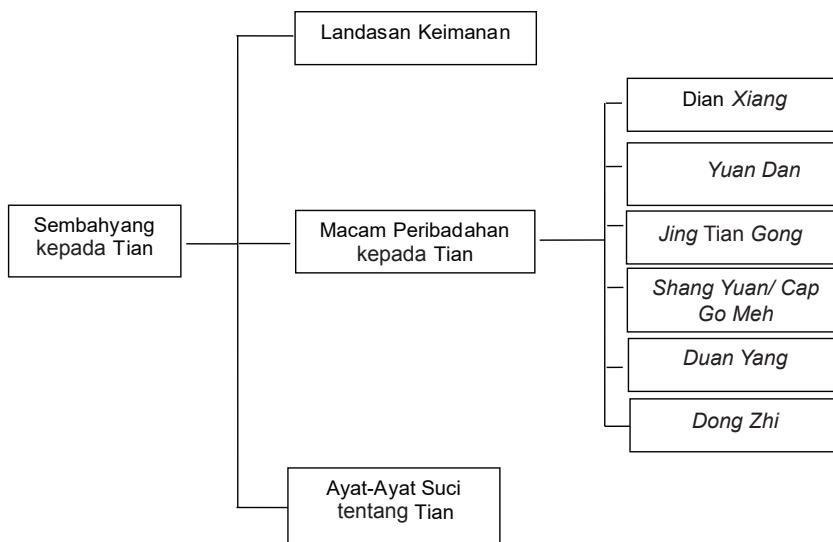 Landasan Keimanan
Dian Xiang
Yuan Dan
Sembahyang
kepada Tian
Macam Peribadahan
kepada Tian
Jing Tian Gong
Shang Yuan/ Cap
Go Meh
Duan Yang
Dong Zhi
Ayat-Ayat Suci
tentang Tian